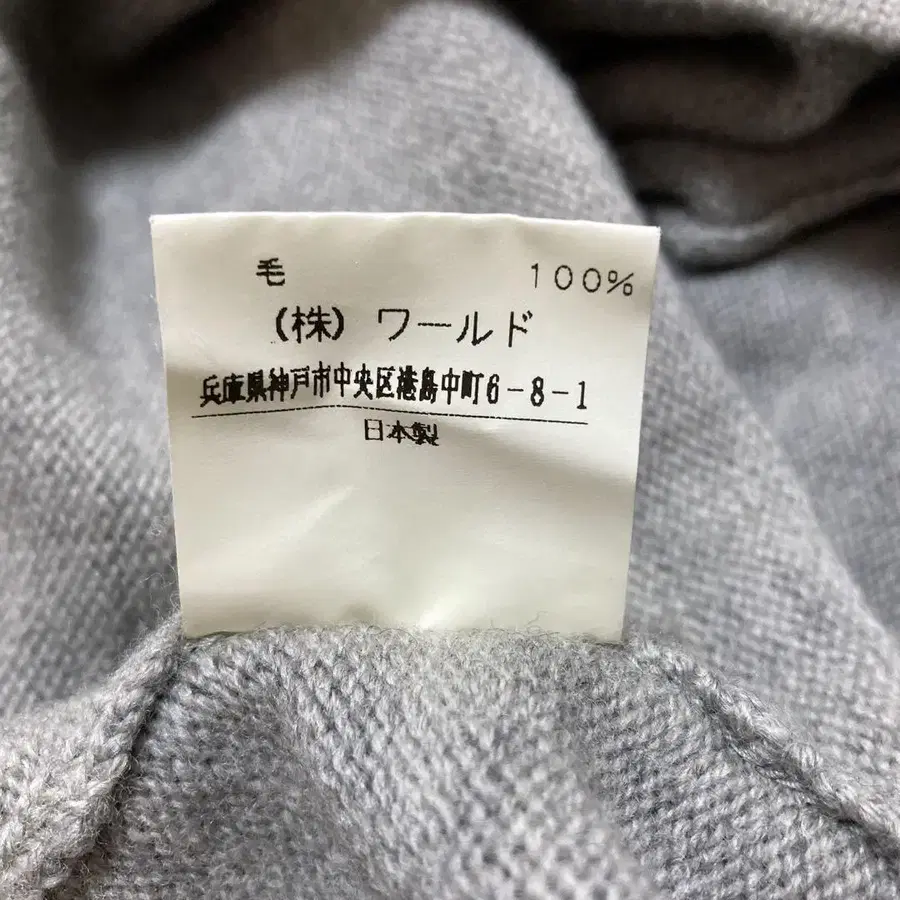 毛 100%
(株) ワールド
兵庫県神戸市中央区港島中町6-8-1
日本製